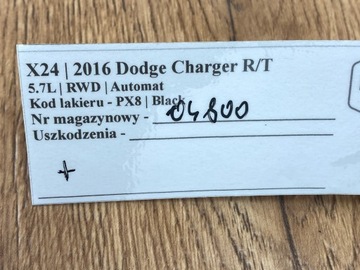 X24 | 2016 Dodge Charger R/T
5.7L | RWD | Automat
Kod lakieru - PX8 | Black
Nr magazynowy - 04800
Uszkodzenia -